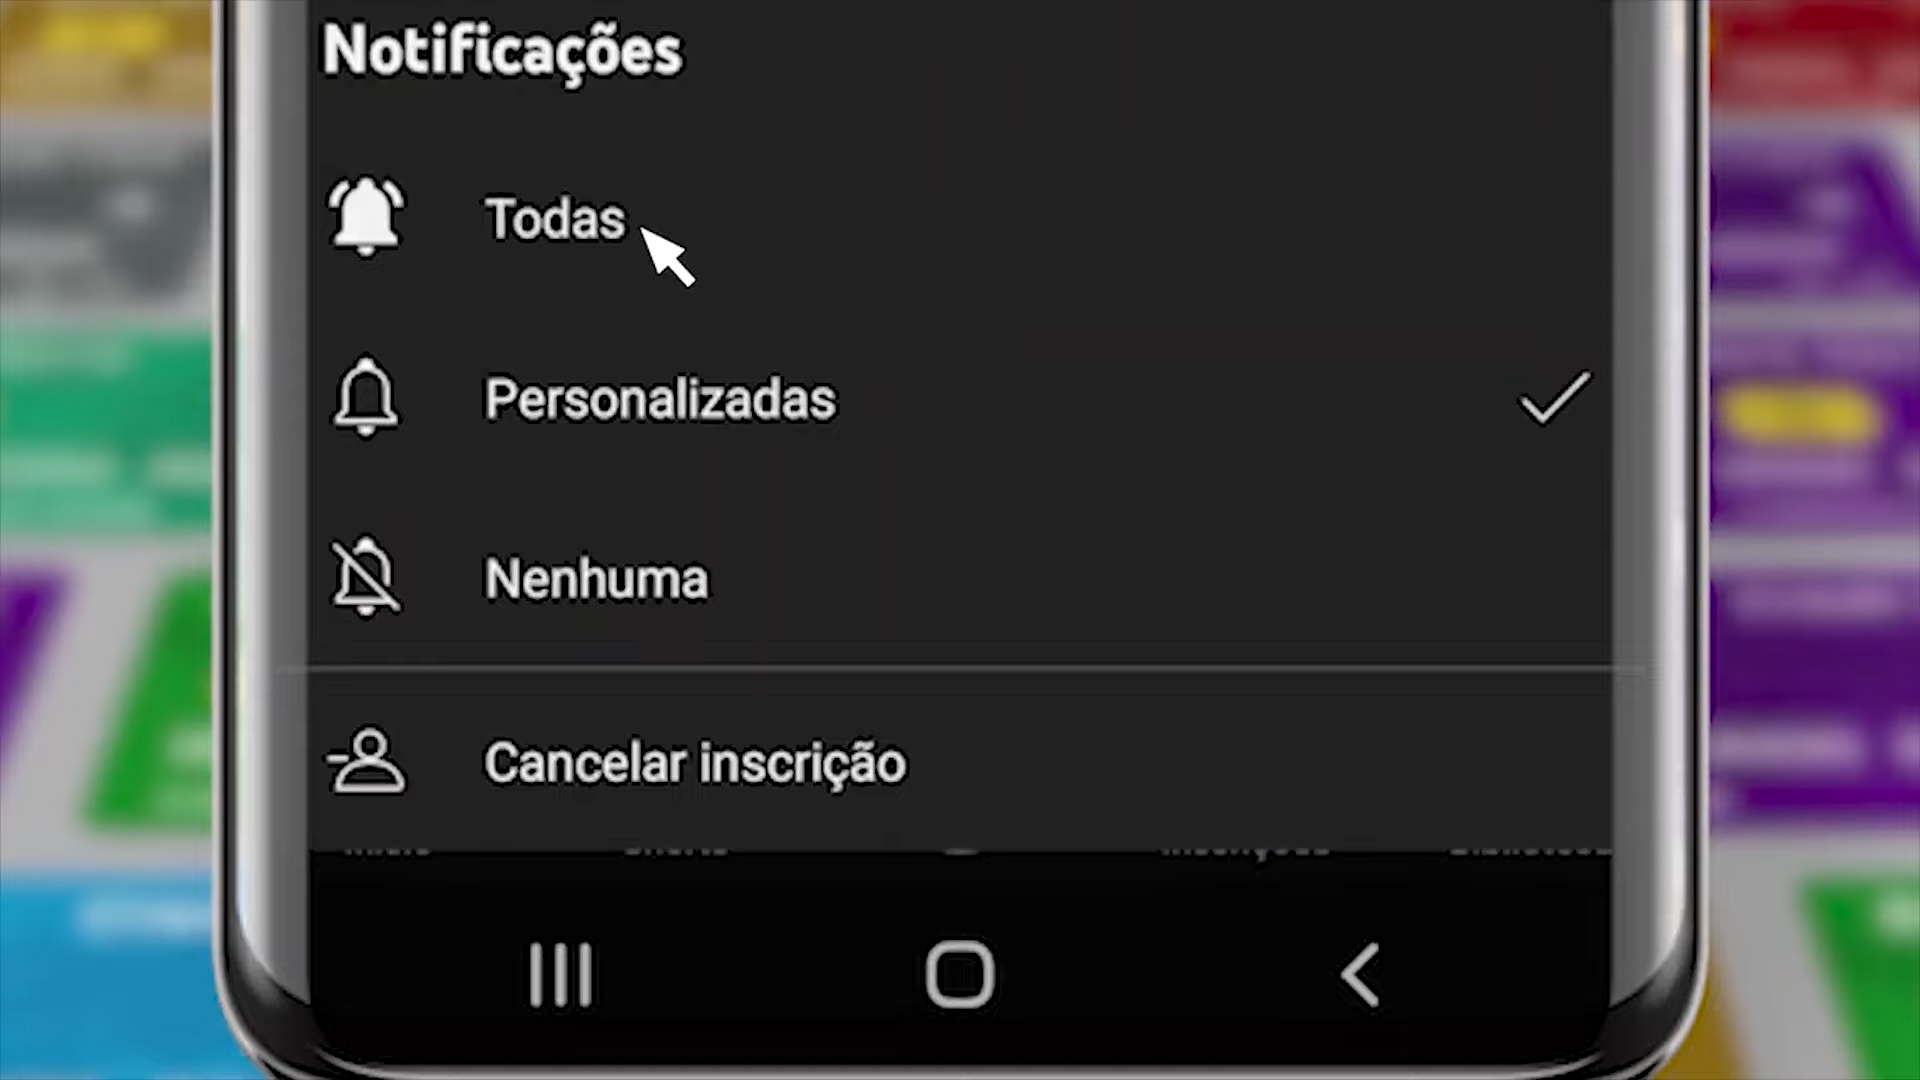 Notificações
Todas
Personalizadas
Nenhuma
Cancelar inscrição